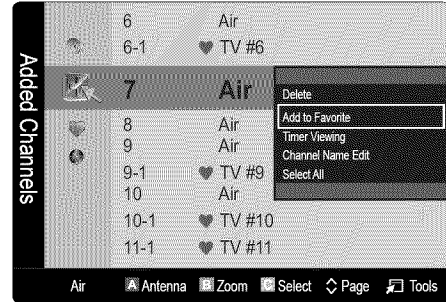 Added Channels
6 Air
6-1 ♥ TV #6
7 Air
8 Air
9 Air
9-1 ♥ TV #9
10 Air
10-1 ♥ TV #10
11-1 ♥ TV #11
Delete
Add to Favorite
Timer Viewing
Channel Name Edit
Select All
Air A Antenna B Zoom C Select Page Tools